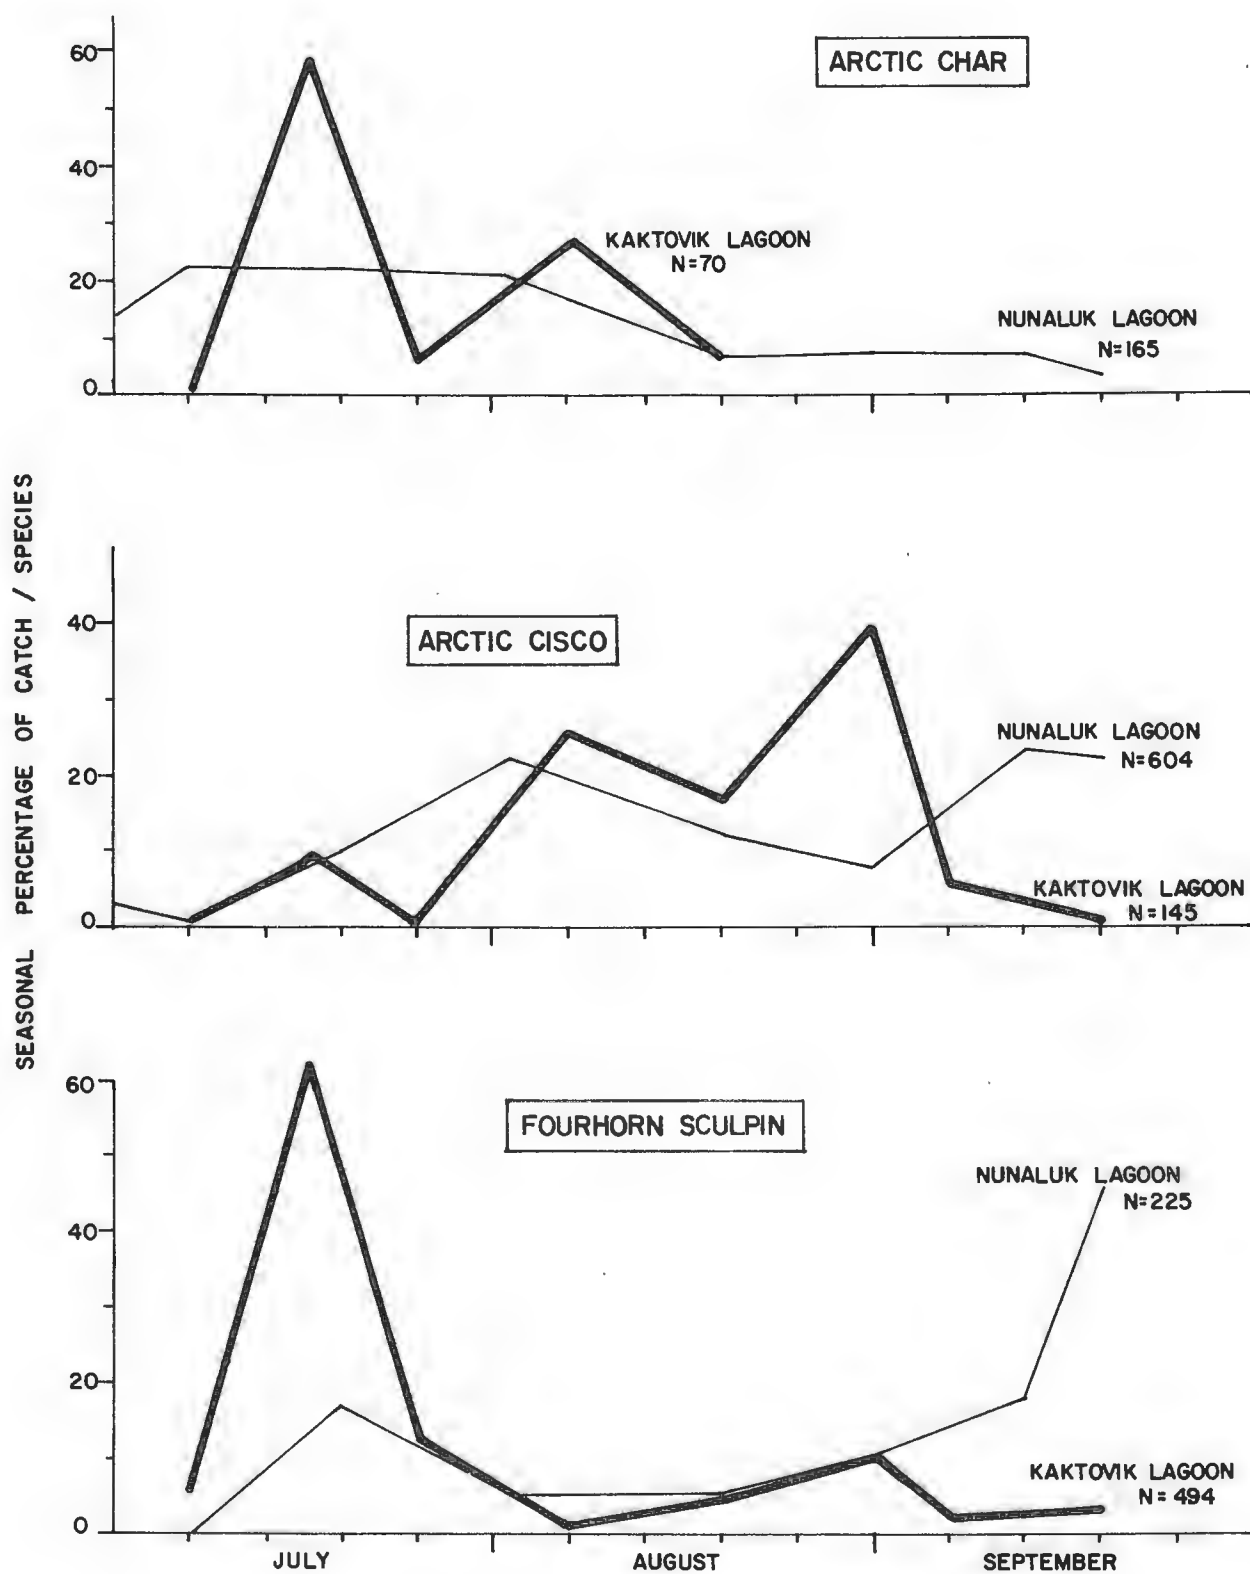 60
ARCTIC CHAR
40
KAKTOVIK LAGOON
N=70
20
NUNALUK LAGOON
N=165
0
SEASONAL PERCENTAGE OF CATCH / SPECIES
40
ARCTIC CISCO
NUNALUK LAGOON
N=604
20
KAKTOVIK LAGOON
N=145
0
60
FOURHORN SCULPIN
NUNALUK LAGOON
N=225
40
20
KAKTOVIK LAGOON
N=494
0
JULY AUGUST SEPTEMBER